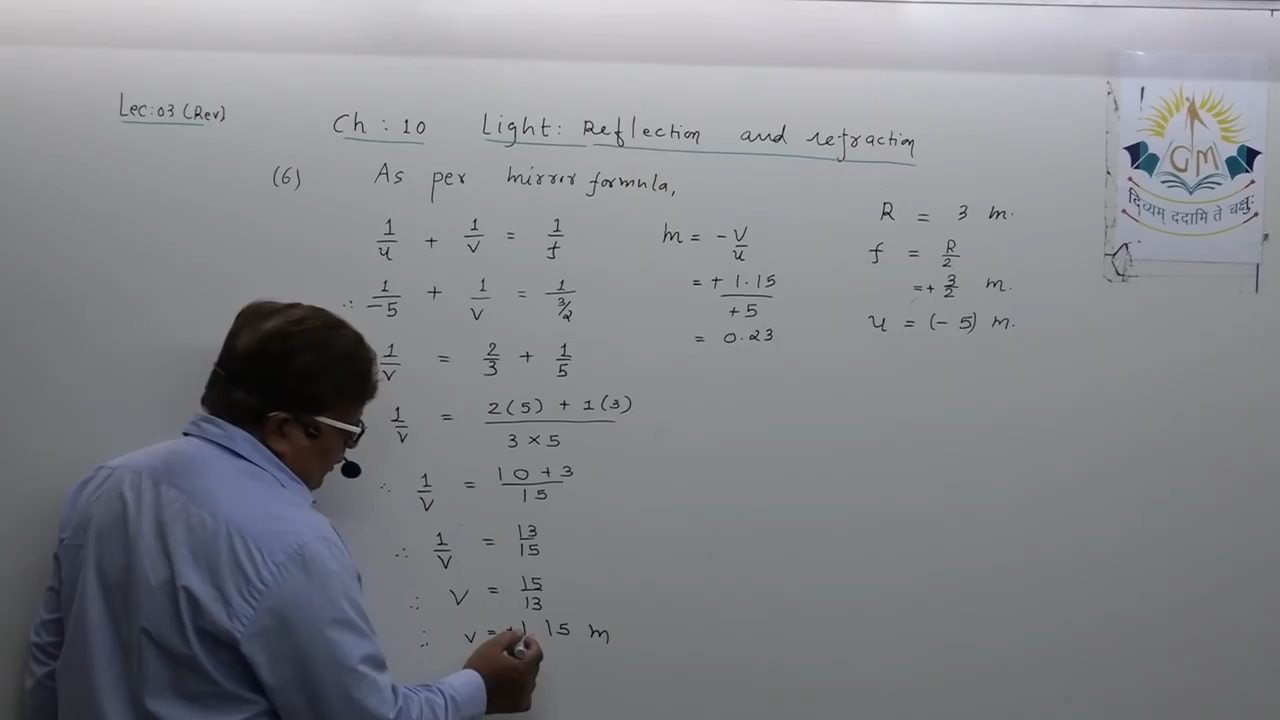 Lec:03 (Rev)
Ch : 10 Light: Reflection and refraction
(6) As per mirror formula,
1/u + 1/v = 1/f
∴ 1/-5 + 1/v = 1/(3/2)
1/v = 2/3 + 1/5
1/v = (2(5) + 1(3))/(3 × 5)
∴ 1/v = (10 + 3)/15
∴ 1/v = 13/15
∴ v = 15/13
∴ v = +1.15 m
m = - v/u
= + 1.15/+5
= 0.23
R = 3 m.
f = R/2
= + 3/2 m.
u = (- 5) m.
GM
दिव्यम् ददामि ते चक्षुः